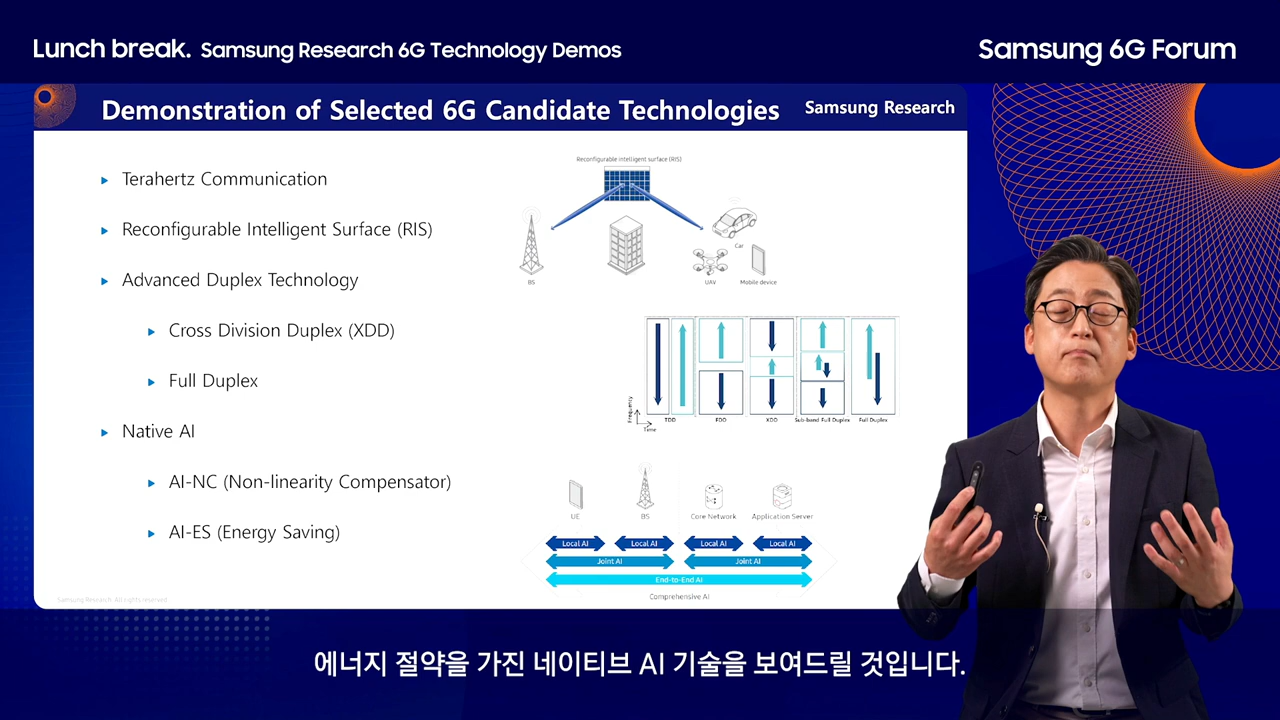 Lunch break. Samsung Research 6G Technology Demos
Samsung 6G Forum
Demonstration of Selected 6G Candidate Technologies
Samsung Research
Terahertz Communication
Reconfigurable Intelligent Surface (RIS)
Advanced Duplex Technology
Cross Division Duplex (XDD)
Full Duplex
Native AI
AI-NC (Non-linearity Compensator)
AI-ES (Energy Saving)
Reconfigurable intelligent surface (RIS)
Car
BS
UAV
Mobile device
Frequency
Time
TDD
FDD
XDD
Sub-band Full Duplex
Full Duplex
UE
BS
Core Network
Application Server
Local AI
Local AI
Local AI
Local AI
Joint AI
Joint AI
End-to-End AI
Comprehensive AI
Samsung Research. All rights reserved
에너지 절약을 가진 네이티브 AI 기술을 보여드릴 것입니다.